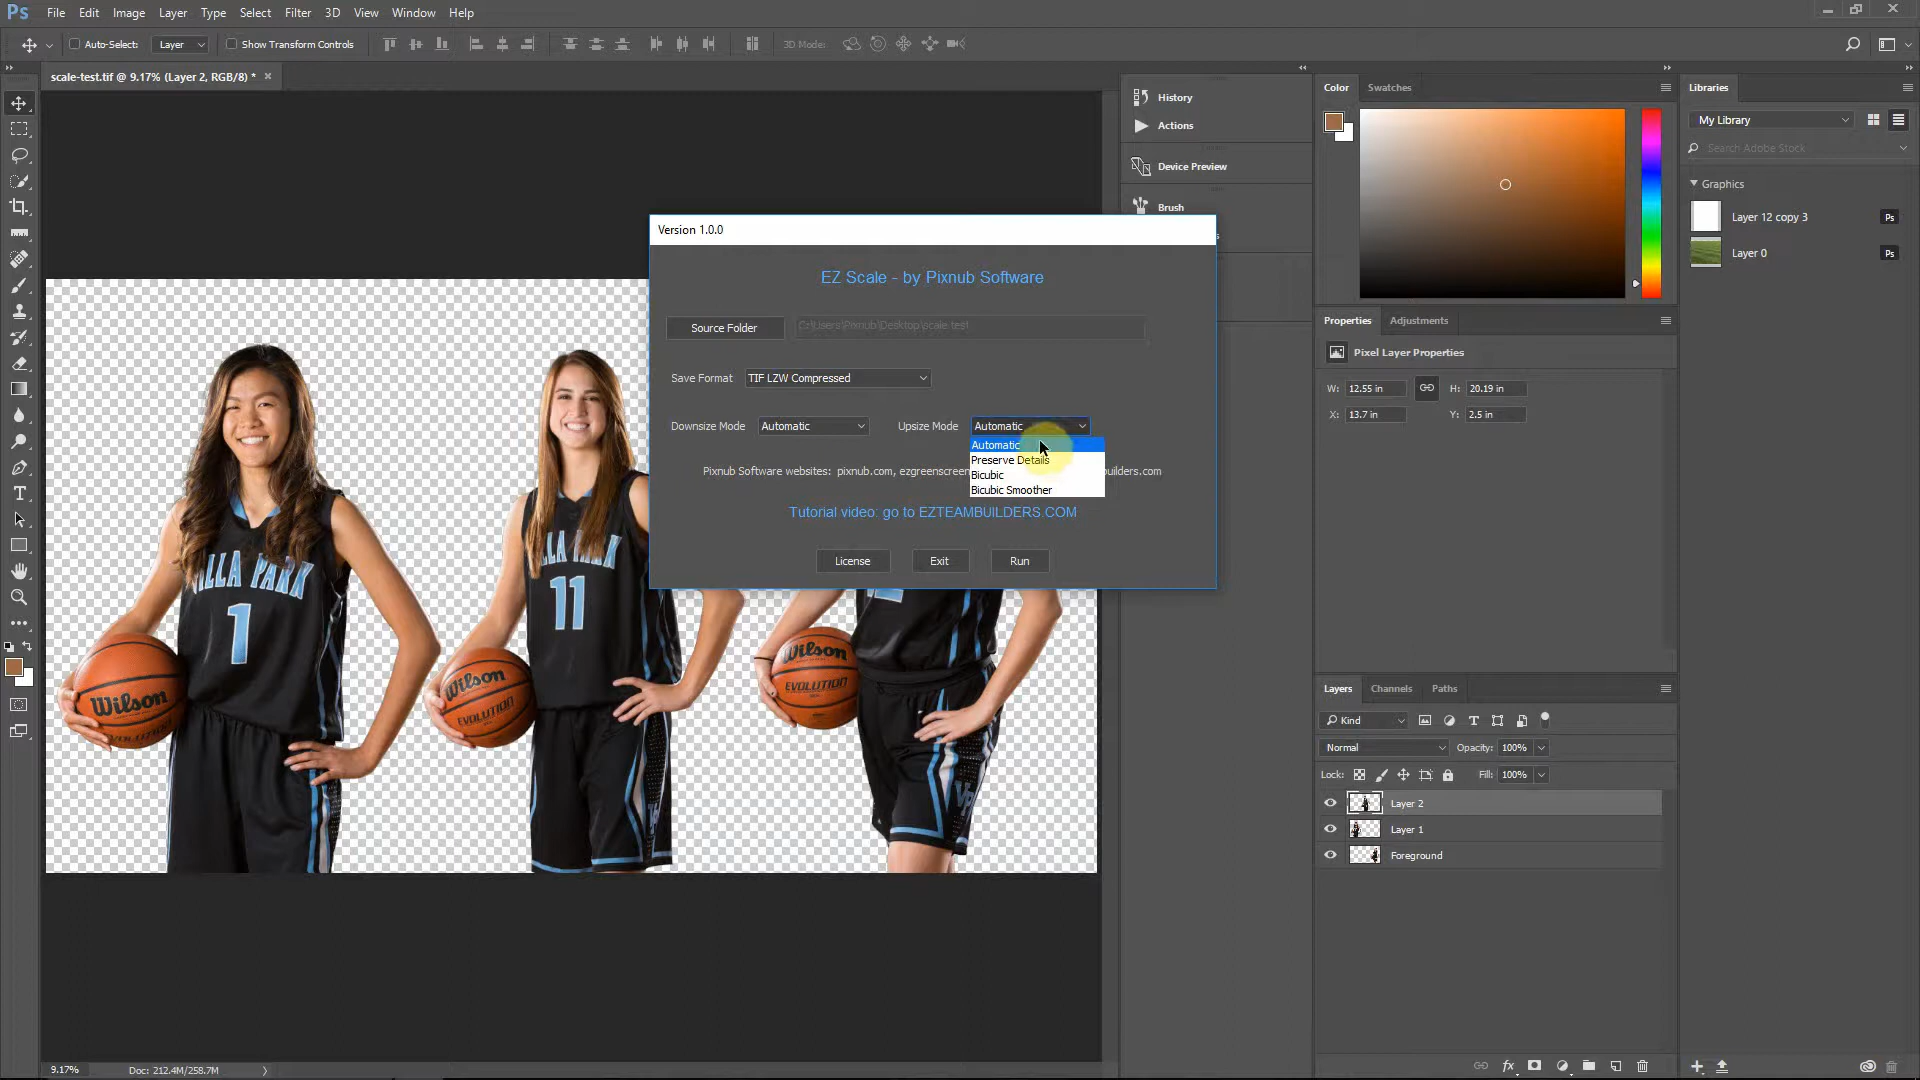 Ps File Edit Image Layer Type Select Filter 3D View Window Help
Auto-Select: Layer Show Transform Controls 3D Mode:
scale-test.tif @ 9.17% (Layer 2, RGB/8) * ×
History
Actions
Device Preview
Brush
Color Swatches
Libraries
My Library
Search Adobe Stock
Graphics
Layer 12 copy 3 Ps
Layer 0 Ps
Version 1.0.0
EZ Scale - by Pixnub Software
Source Folder C:\Users\Pixnub\Desktop\scale test
Save Format TIF LZW Compressed
Downsize Mode Automatic Upsize Mode Automatic
Automatic
Preserve Details
Bicubic
Bicubic Smoother
Pixnub Software websites: pixnub.com, ezgreenscreen builders.com
Tutorial video: go to EZTEAMBUILDERS.COM
License Exit Run
Properties Adjustments
Pixel Layer Properties
W: 12.55 in H: 20.19 in
X: 13.7 in Y: 2.5 in
VILLA PARK
1
LLA PARK
11
Wilson
Wilson
EVOLUTION
Wilson
EVOLUTION
VP
Layers Channels Paths
Kind
Normal Opacity: 100%
Lock: Fill: 100%
Layer 2
Layer 1
Foreground
9.17% Doc: 212.4M/258.7M
fx